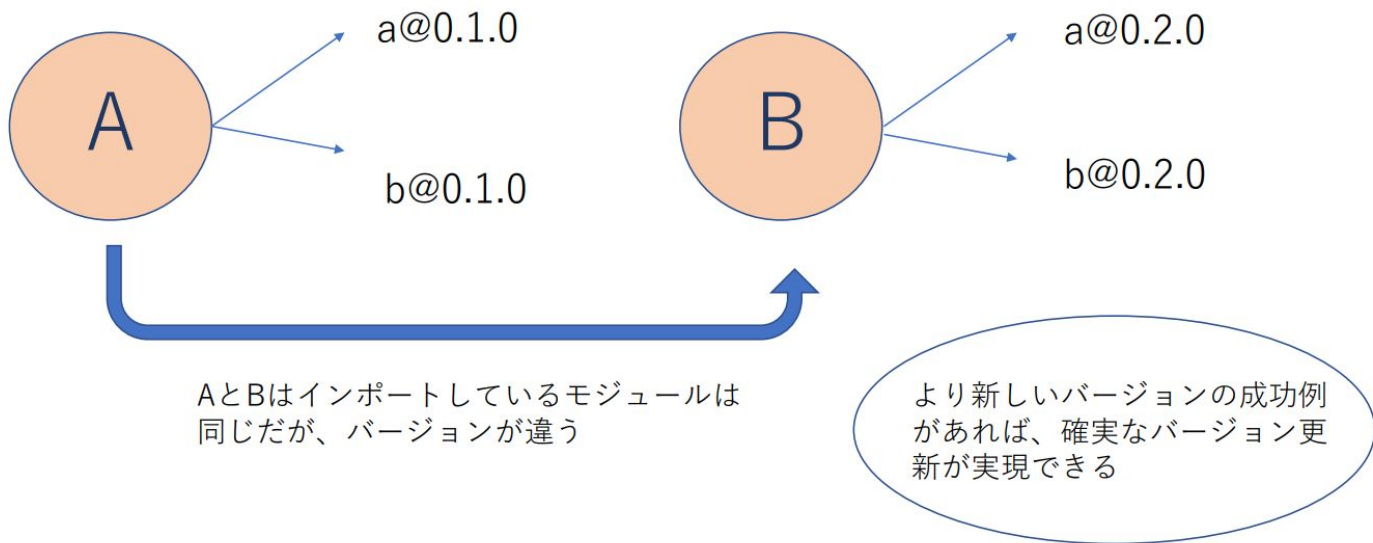 A
a@0.1.0
b@0.1.0
B
a@0.2.0
b@0.2.0
AとBはインポートしているモジュールは
同じだが、バージョンが違う
より新しいバージョンの成功例
があれば、確実なバージョン更
新が実現できる